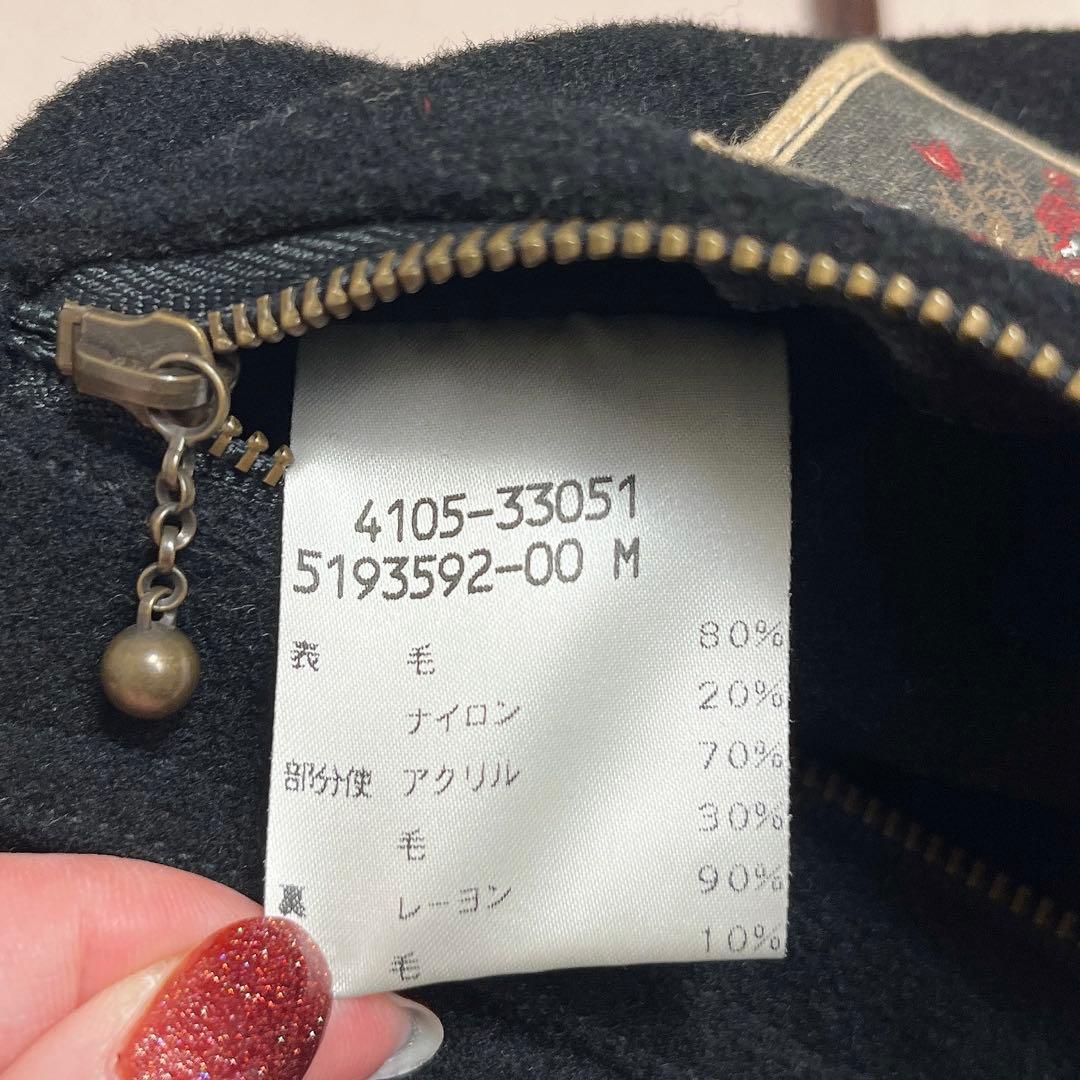 4105-33051
5193592-00 M
表 毛 80%
ナイロン 20%
部分使 アクリル 70%
毛 30%
裏 レーヨン 90%
毛 10%